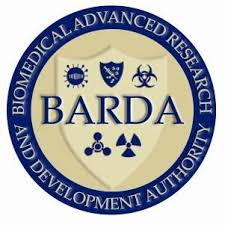 BIOMEDICAL ADVANCED RESEARCH
BARDA
AND DEVELOPMENT AUTHORITY